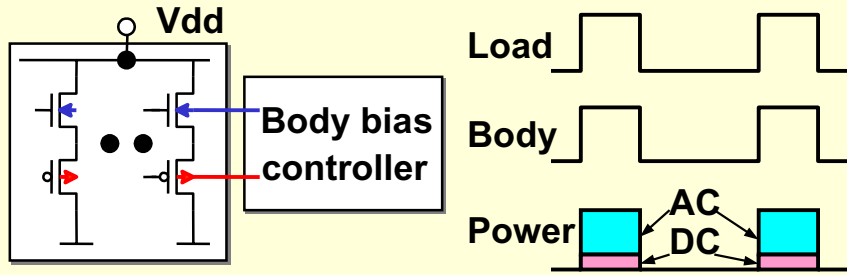 Vdd
Body bias
controller
Load
Body
Power
AC
DC